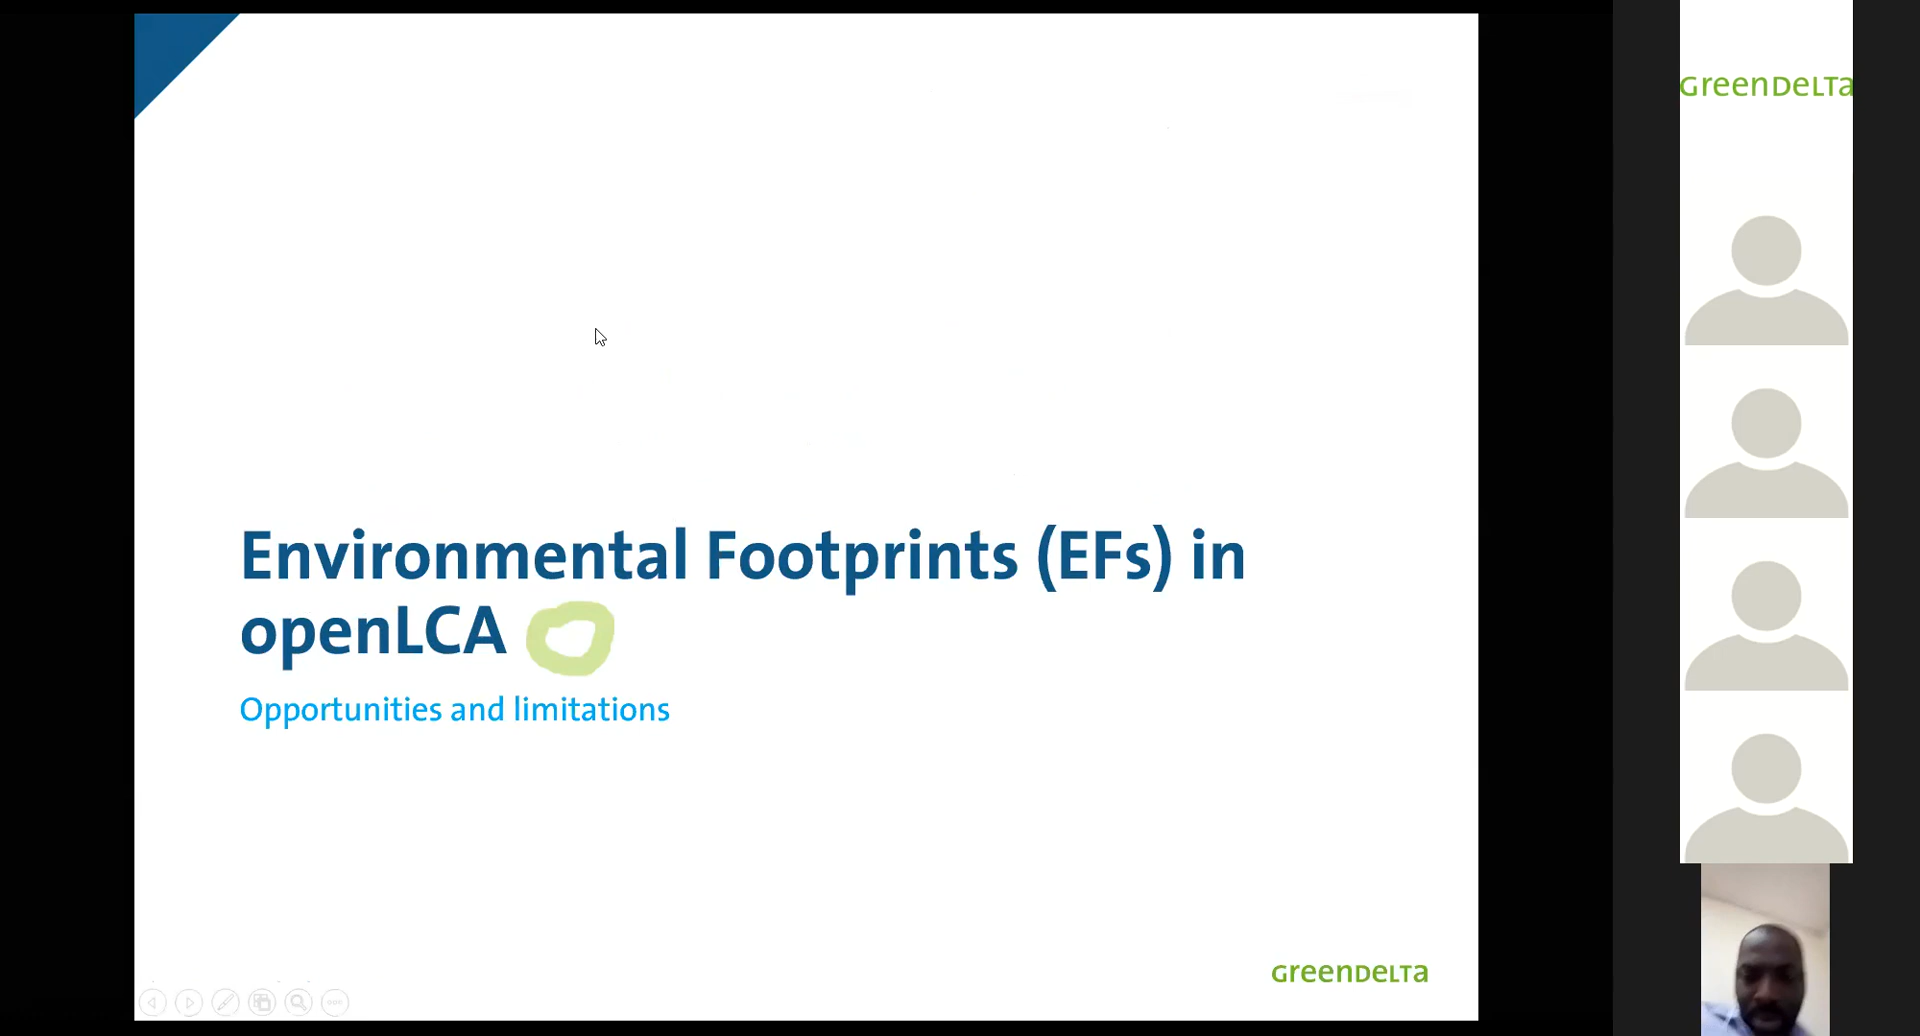 GreenDeLTa
Environmental Footprints (EFs) in
openLCA
Opportunities and limitations
GreenDeLTa